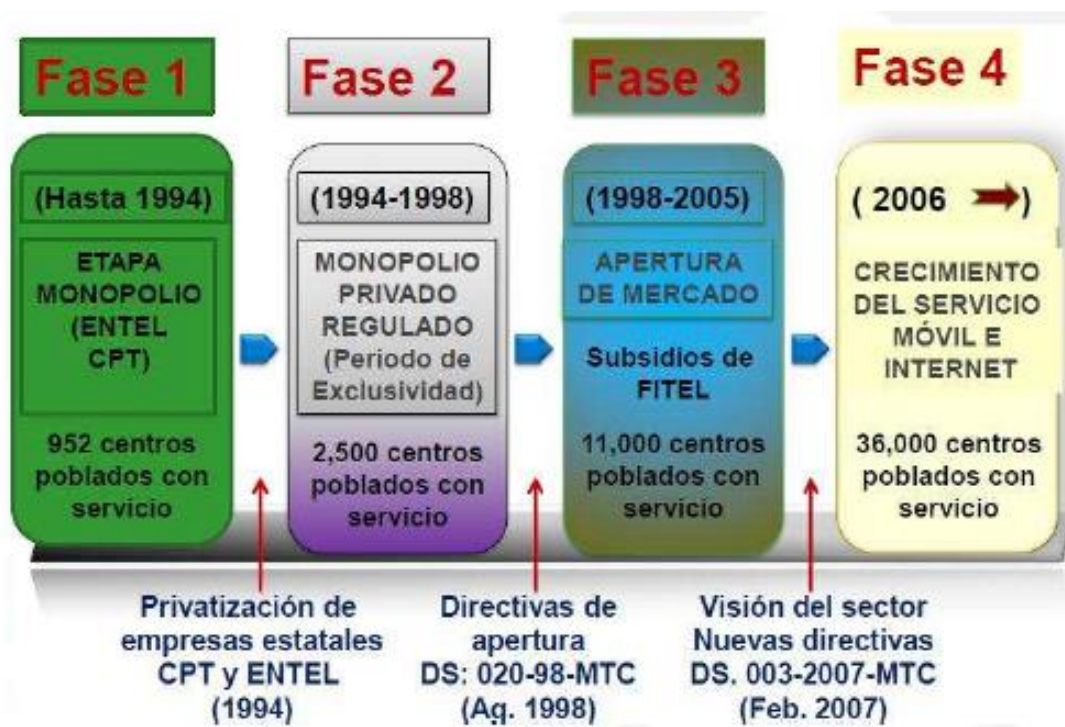 Fase 1
(Hasta 1994)
ETAPA
MONOPOLIO
(ENTEL
CPT)
952 centros
poblados con
servicio
Fase 2
(1994-1998)
MONOPOLIO
PRIVADO
REGULADO
(Periodo de
Exclusividad)
2,500 centros
poblados con
servicio
Fase 3
(1998-2005)
APERTURA
DE MERCADO
Subsidios de
FITEL
11,000 centros
poblados con
servicio
Fase 4
( 2006 )
CRECIMIENTO
DEL SERVICIO
MÓVIL E
INTERNET
36,000 centros
poblados con
servicio
Privatización de
empresas estatales
CPT y ENTEL
(1994)
Directivas de
apertura
DS: 020-98-MTC
(Ag. 1998)
Visión del sector
Nuevas directivas
DS. 003-2007-MTC
(Feb. 2007)